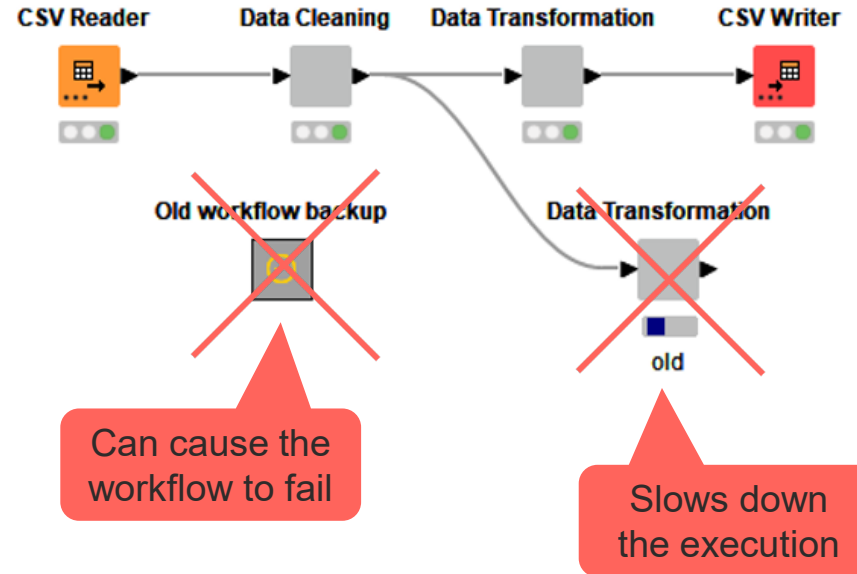 CSV Reader
Data Cleaning
Data Transformation
CSV Writer
Old workflow backup
Data Transformation
old
Can cause the
workflow to fail
Slows down
the execution